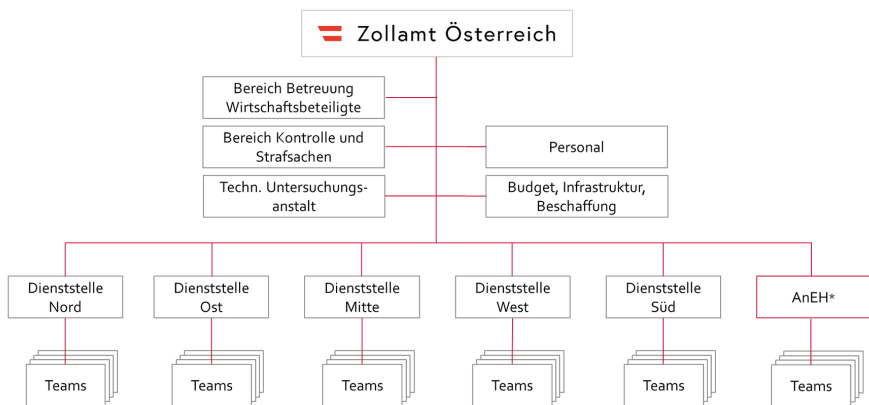 Zollamt Österreich
Bereich Betreuung
Wirtschaftsbeteiligte
Bereich Kontrolle und
Strafsachen
Personal
Techn. Untersuchungs-
anstalt
Budget, Infrastruktur,
Beschaffung
Dienststelle
Nord
Dienststelle
Ost
Dienststelle
Mitte
Dienststelle
West
Dienststelle
Süd
AnEH*
Teams
Teams
Teams
Teams
Teams
Teams